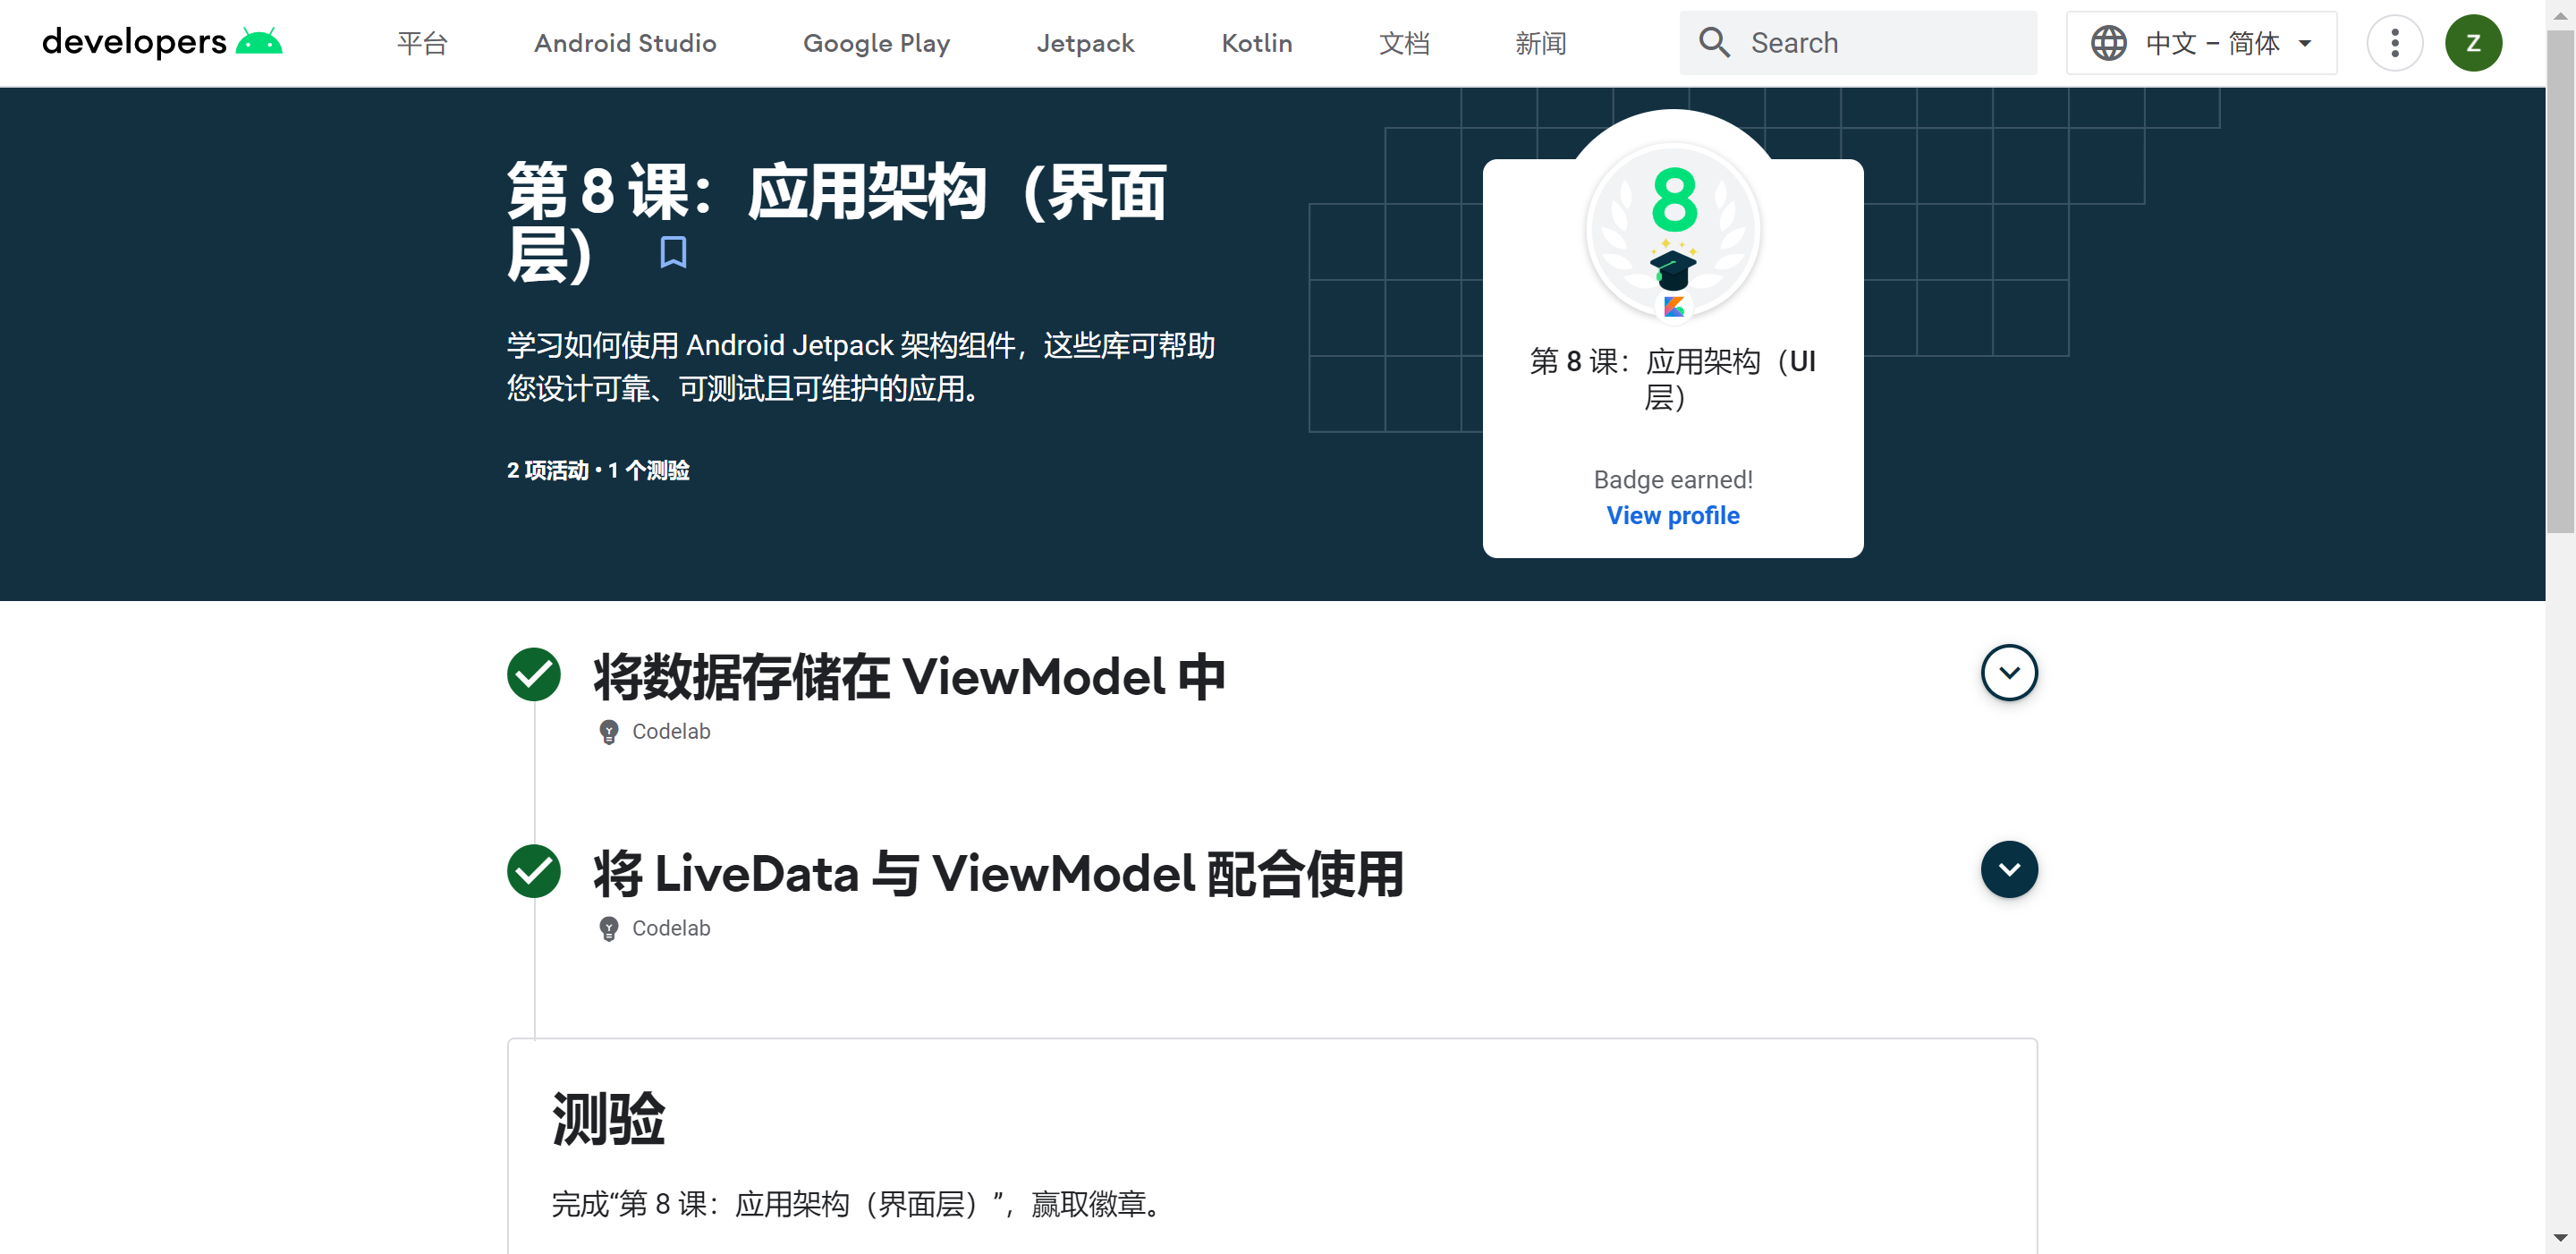 developers
平台
Android Studio
Google Play
Jetpack
Kotlin
文档
新闻
Search
中文 – 简体
Z
第 8 课：应用架构（界面
层）
学习如何使用 Android Jetpack 架构组件，这些库可帮助
您设计可靠、可测试且可维护的应用。
2 项活动 • 1 个测验
8
第 8 课：应用架构（UI
层）
Badge earned!
View profile
将数据存储在 ViewModel 中
Codelab
将 LiveData 与 ViewModel 配合使用
Codelab
测验
完成“第 8 课：应用架构（界面层）”，赢取徽章。